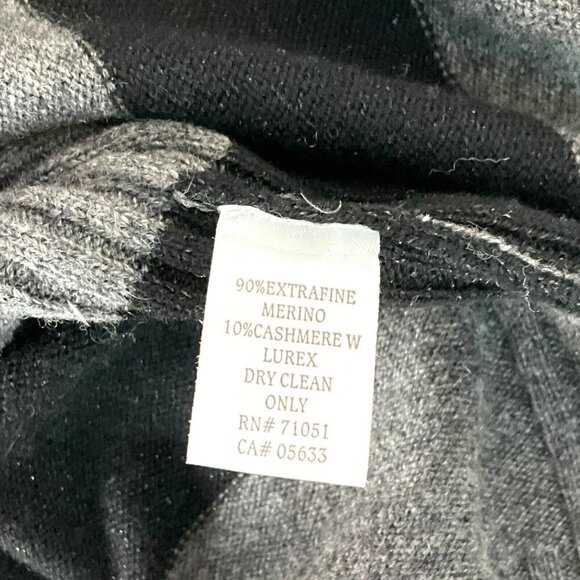 90%EXTRAFINE
MERINO
10%CASHMERE W
LUREX
DRY CLEAN
ONLY
RN# 71051
CA# 05633